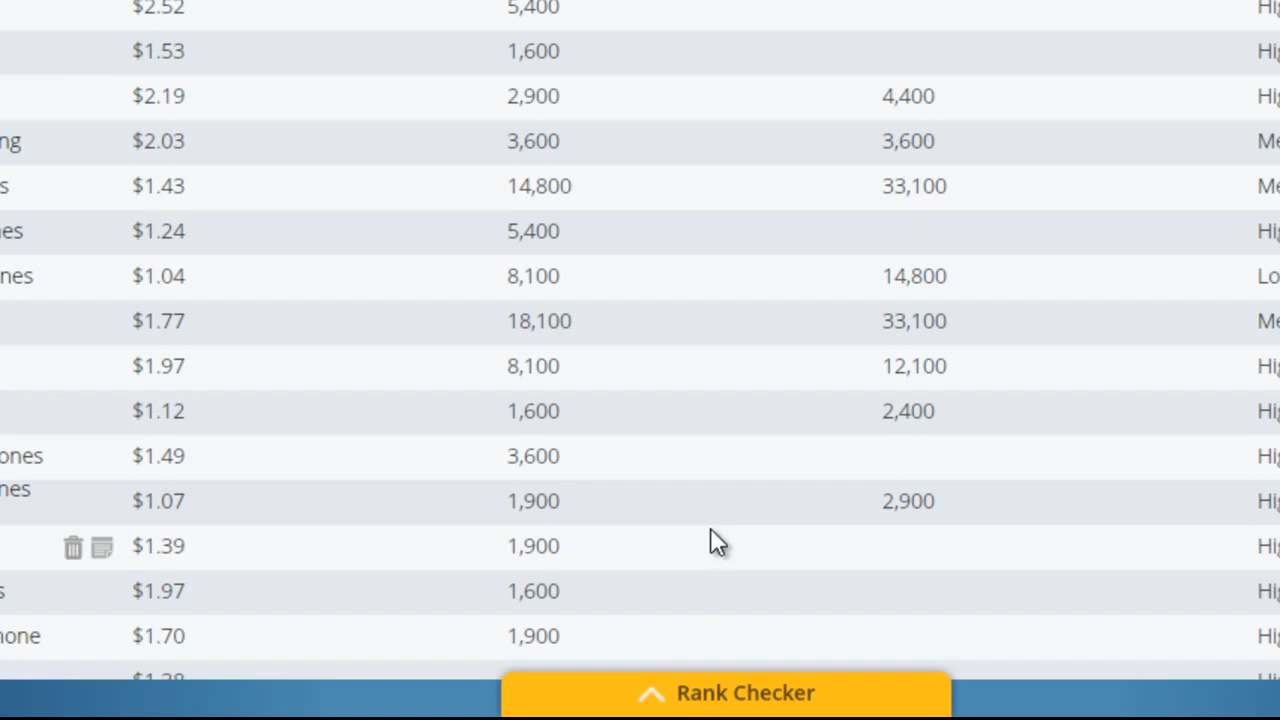 $2.52 5,400
$1.53 1,600
$2.19 2,900 4,400
ng $2.03 3,600 3,600
s $1.43 14,800 33,100
nes $1.24 5,400
nes $1.04 8,100 14,800
$1.77 18,100 33,100
$1.97 8,100 12,100
$1.12 1,600 2,400
ones $1.49 3,600
nes $1.07 1,900 2,900
$1.39 1,900
s $1.97 1,600
none $1.70 1,900
Rank Checker